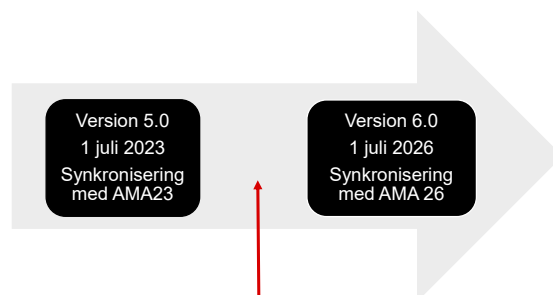 Version 5.0
1 juli 2023
Synkronisering
med AMA23
Version 6.0
1 juli 2026
Synkronisering
med AMA 26